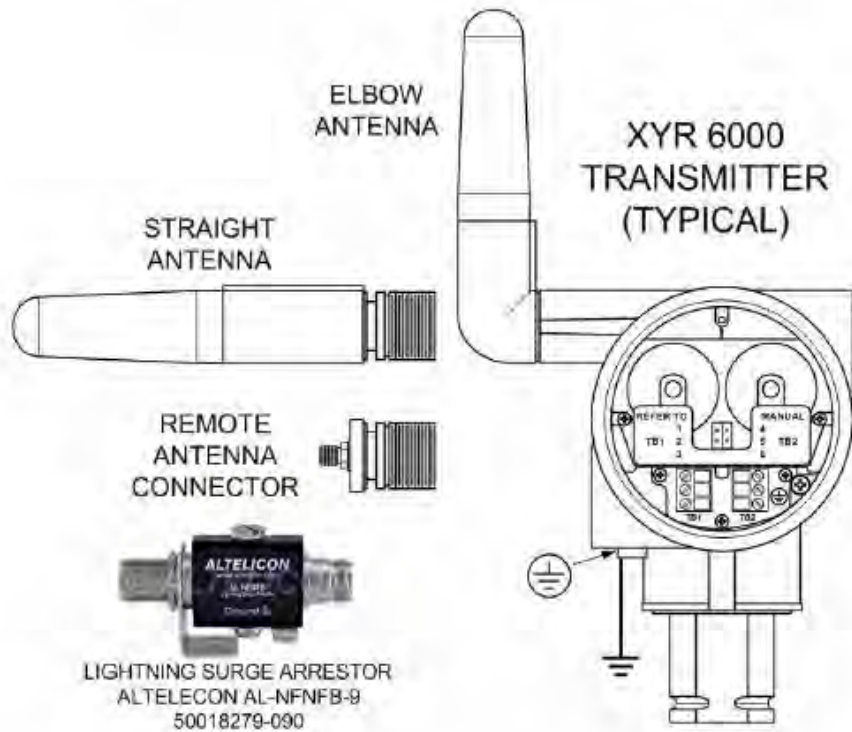 ELBOW
ANTENNA
XYR 6000
TRANSMITTER
(TYPICAL)
STRAIGHT
ANTENNA
REMOTE
ANTENNA
CONNECTOR
REFER TO
MANUAL
1
4
TB1
2
5
TB2
3
6
TB1
TB2
ALTELICON
LIGHTNING SURGE ARRESTOR
ALTELECON AL-NFNFB-9
50018279-090